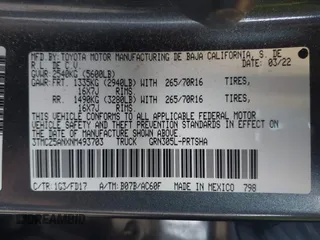 MFD.BY:TOYOTA MOTOR MANUFACTURING DE BAJA CALIFORNIA, S. DE
R. L. DE C.V. DATE: 03/22
GVWR:2540KG (5600LB)
GAWR:FRT. 1335KG (2940LB) WITH 265/70R16 TIRES,
16X7J RIMS,
RR. 1490KG (3280LB) WITH 265/70R16 TIRES,
16X7J RIMS,
THIS VEHICLE CONFORMS TO ALL APPLICABLE FEDERAL MOTOR
VEHICLE SAFETY STANDARDS IN EFFECT ON THE DATE OF
MANUFACTURE SHOWN ABOVE.
3TMCZ5ANXNM493703 TRUCK GRN305L-PRTSHA
C/TR: 1G3/FD17 A/TM: B07B/AC60F MADE IN MEXICO 798